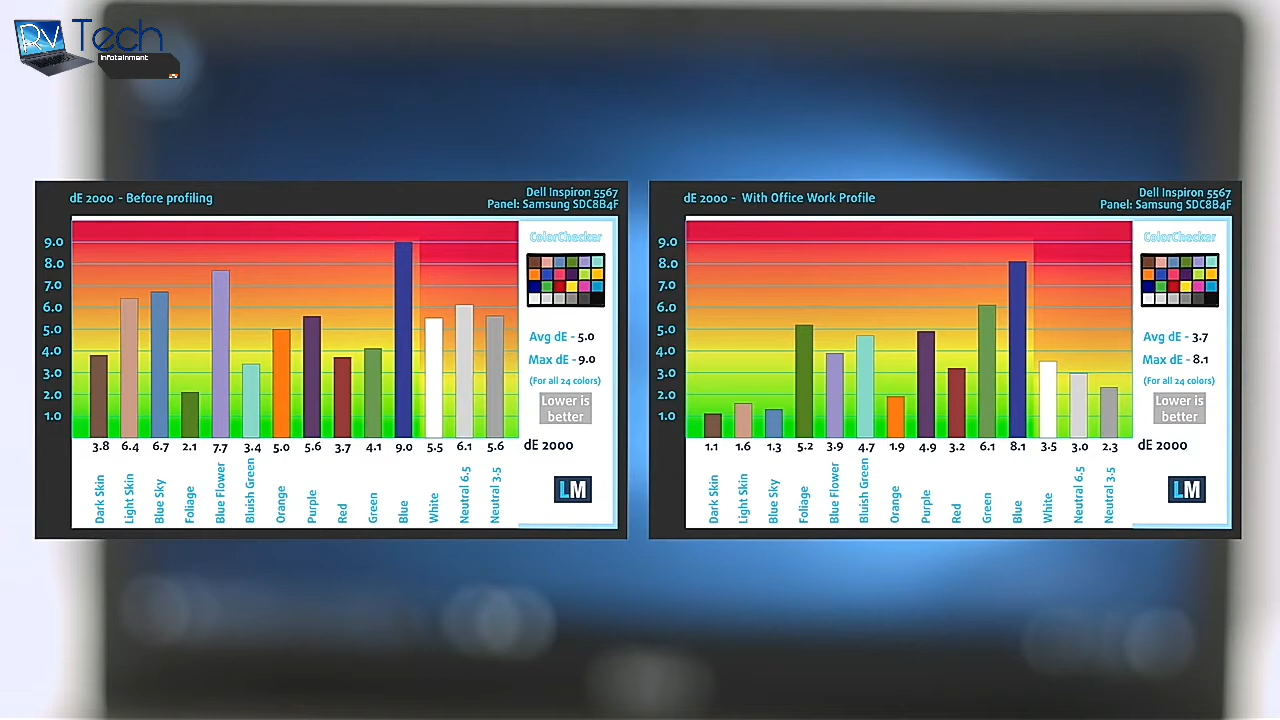 RV Tech
Infotainment
dE 2000 - Before profiling
Dell Inspiron 5567
Panel: Samsung SDC8B4F
9.0
8.0
7.0
6.0
5.0
4.0
3.0
2.0
1.0
ColorChecker
Avg dE - 5.0
Max dE - 9.0
(For all 24 colors)
Lower is
better
3.8 6.4 6.7 2.1 7.7 3.4 5.0 5.6 3.7 4.1 9.0 5.5 6.1 5.6 dE 2000
Dark Skin
Light Skin
Blue Sky
Foliage
Blue Flower
Bluish Green
Orange
Purple
Red
Green
Blue
White
Neutral 6.5
Neutral 3.5
LM
dE 2000 - With Office Work Profile
Dell Inspiron 5567
Panel: Samsung SDC8B4F
9.0
8.0
7.0
6.0
5.0
4.0
3.0
2.0
1.0
ColorChecker
Avg dE - 3.7
Max dE - 8.1
(For all 24 colors)
Lower is
better
1.1 1.6 1.3 5.2 3.9 4.7 1.9 4.9 3.2 6.1 8.1 3.5 3.0 2.3 dE 2000
Dark Skin
Light Skin
Blue Sky
Foliage
Blue Flower
Bluish Green
Orange
Purple
Red
Green
Blue
White
Neutral 6.5
Neutral 3.5
LM